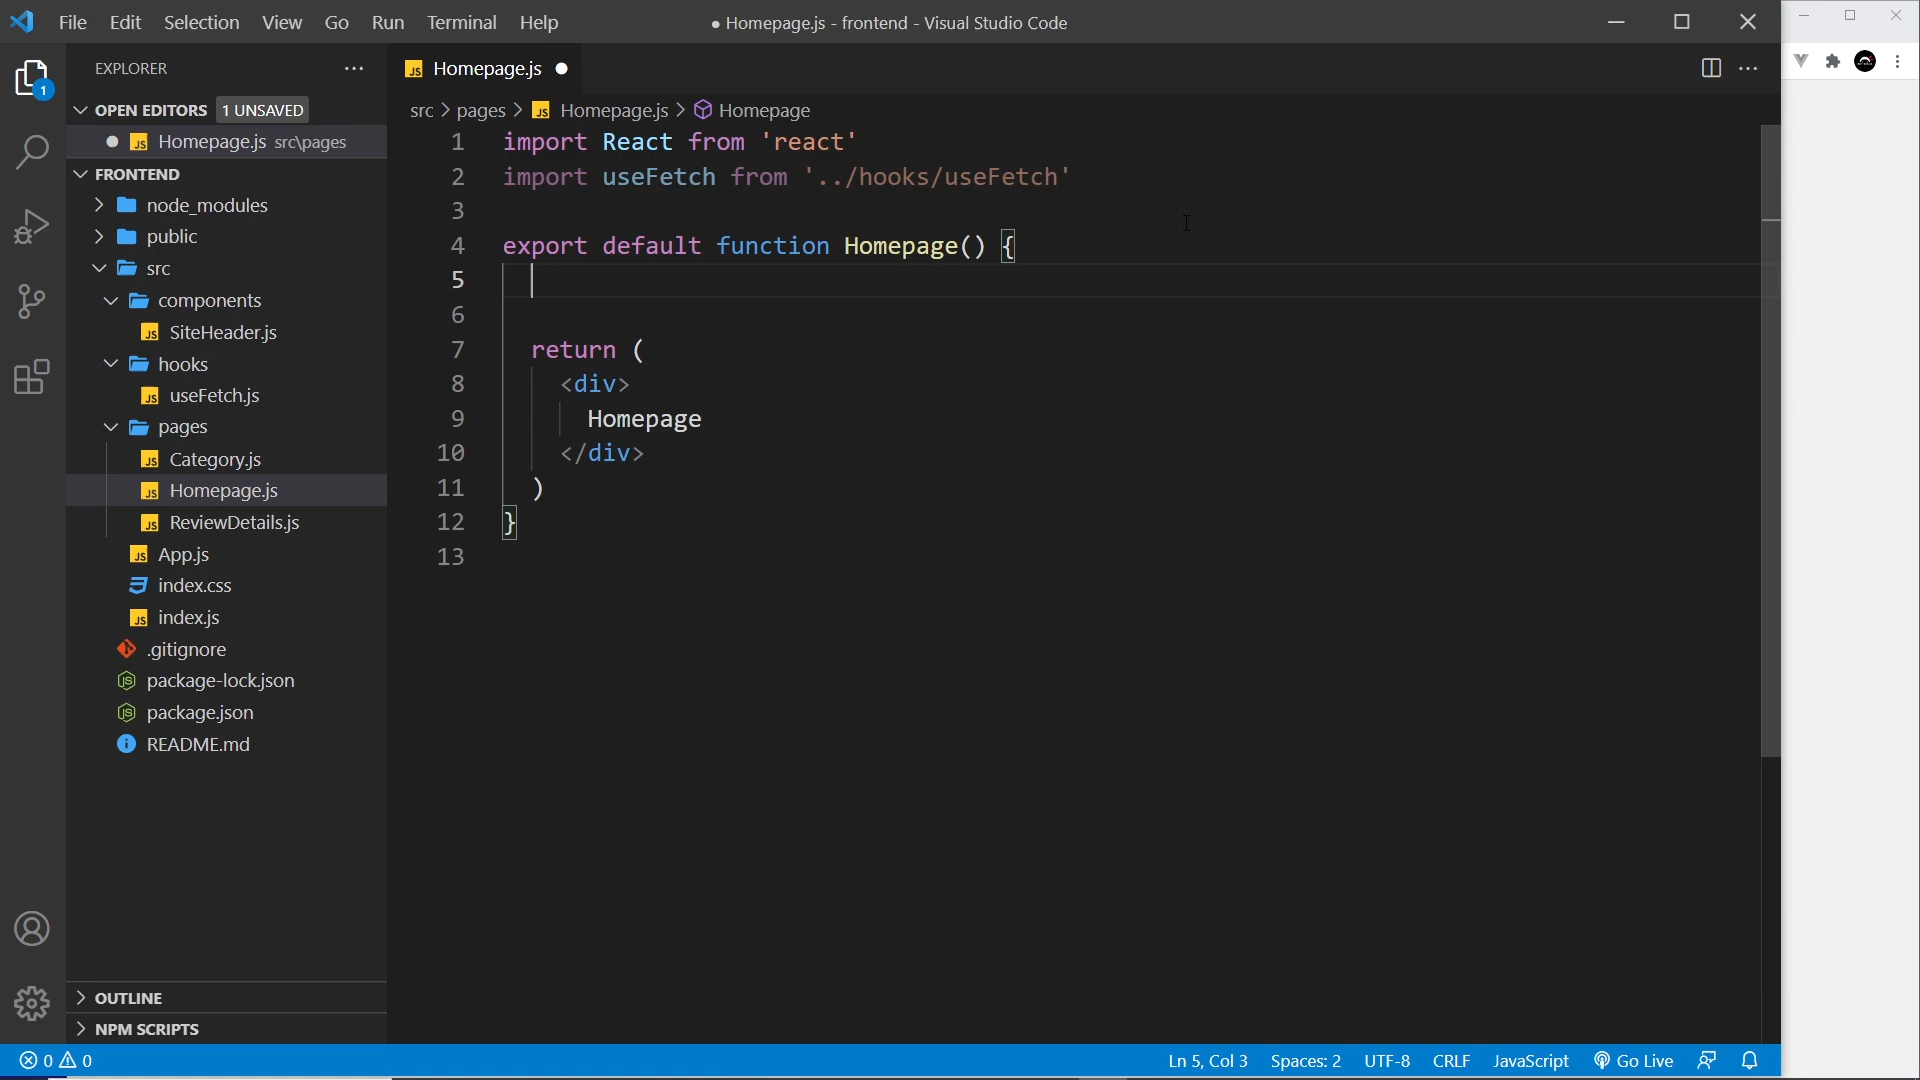 File Edit Selection View Go Run Terminal Help
● Homepage.js - frontend - Visual Studio Code
EXPLORER
OPEN EDITORS 1 UNSAVED
Homepage.js src\pages
FRONTEND
node_modules
public
src
components
SiteHeader.js
hooks
useFetch.js
pages
Category.js
Homepage.js
ReviewDetails.js
App.js
index.css
index.js
.gitignore
package-lock.json
package.json
README.md
OUTLINE
NPM SCRIPTS
1
JS Homepage.js
src > pages > JS Homepage.js > Homepage
1 import React from 'react'
2 import useFetch from '../hooks/useFetch'
3
4 export default function Homepage() {
5
6
7 return (
8 <div>
9 Homepage
10 </div>
11 )
12 }
13
0 0
Ln 5, Col 3 Spaces: 2 UTF-8 CRLF JavaScript Go Live